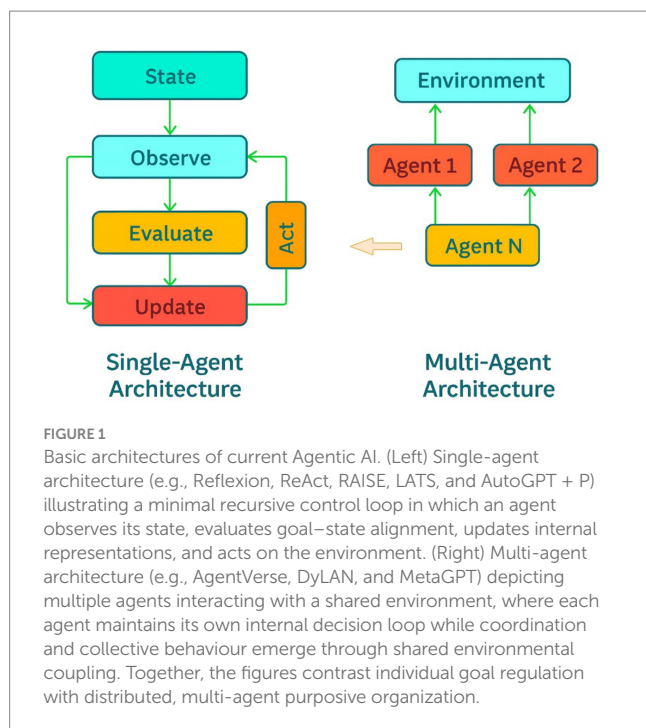 State
Observe
Evaluate
Update
Act
Single-Agent
Architecture
Environment
Agent 1
Agent 2
Agent N
Multi-Agent
Architecture
FIGURE 1
Basic architectures of current Agentic AI. (Left) Single-agent
architecture (e.g., Reflexion, ReAct, RAISE, LATS, and AutoGPT + P)
illustrating a minimal recursive control loop in which an agent
observes its state, evaluates goal–state alignment, updates internal
representations, and acts on the environment. (Right) Multi-agent
architecture (e.g., AgentVerse, DyLAN, and MetaGPT) depicting
multiple agents interacting with a shared environment, where each
agent maintains its own internal decision loop while coordination
and collective behaviour emerge through shared environmental
coupling. Together, the figures contrast individual goal regulation
with distributed, multi-agent purposive organization.